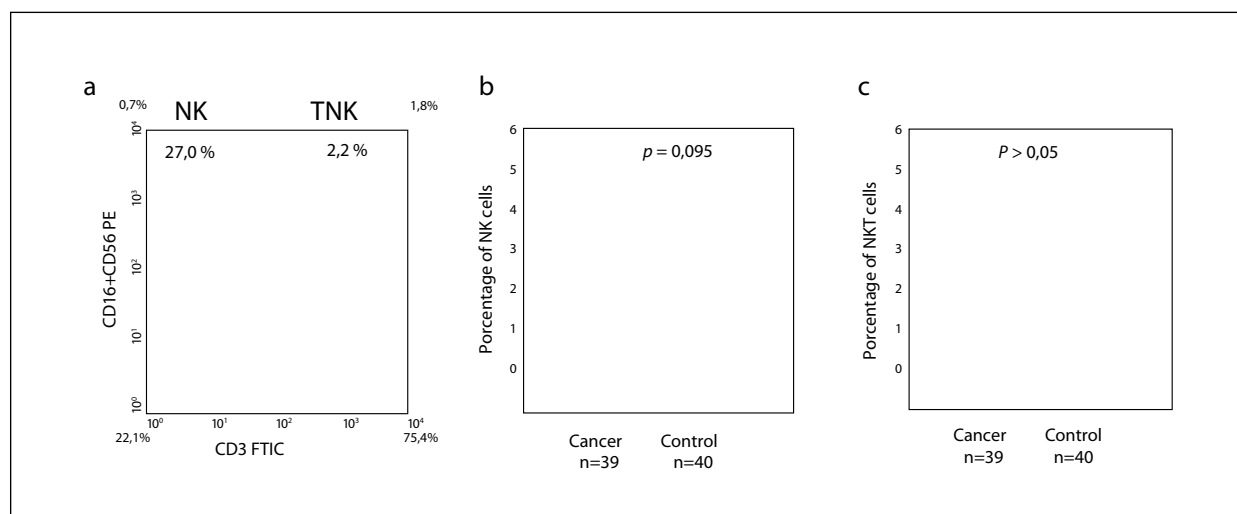 a
0,7%
NK
TNK
1,8%
27,0 %
2,2 %
CD16+CD56 PE
10⁴
10³
10²
10¹
10⁰
10⁰ 10¹ 10² 10³ 10⁴
22,1%
CD3 FTIC
75,4%
b
p = 0,095
Porcentage of NK cells
6
5
4
3
2
1
0
Cancer
n=39
Control
n=40
c
P > 0,05
Porcentage of NKT cells
6
5
4
3
2
1
0
Cancer
n=39
Control
n=40